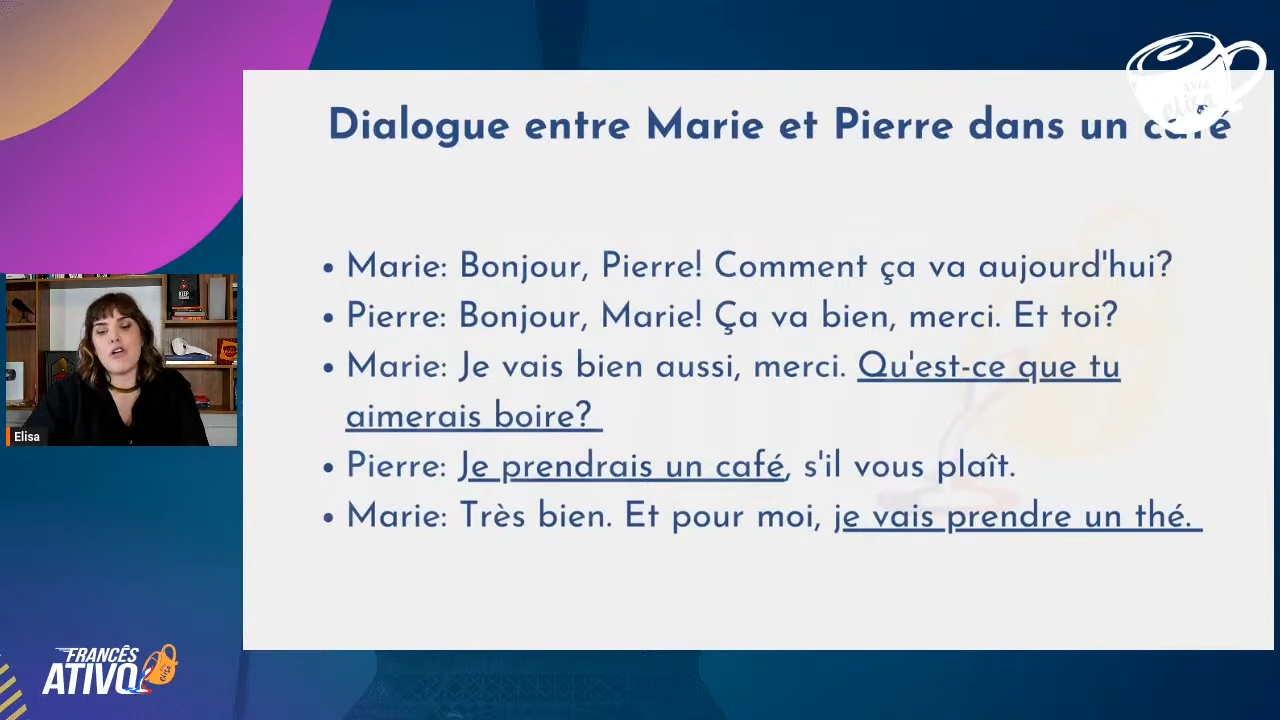 Dialogue entre Marie et Pierre dans un café
• Marie: Bonjour, Pierre! Comment ça va aujourd'hui?
• Pierre: Bonjour, Marie! Ça va bien, merci. Et toi?
• Marie: Je vais bien aussi, merci. Qu'est-ce que tu
aimerais boire?
• Pierre: Je prendrais un café, s'il vous plaît.
• Marie: Très bien. Et pour moi, je vais prendre un thé.
Elisa
FRANCÊS
ATIVO
elisa